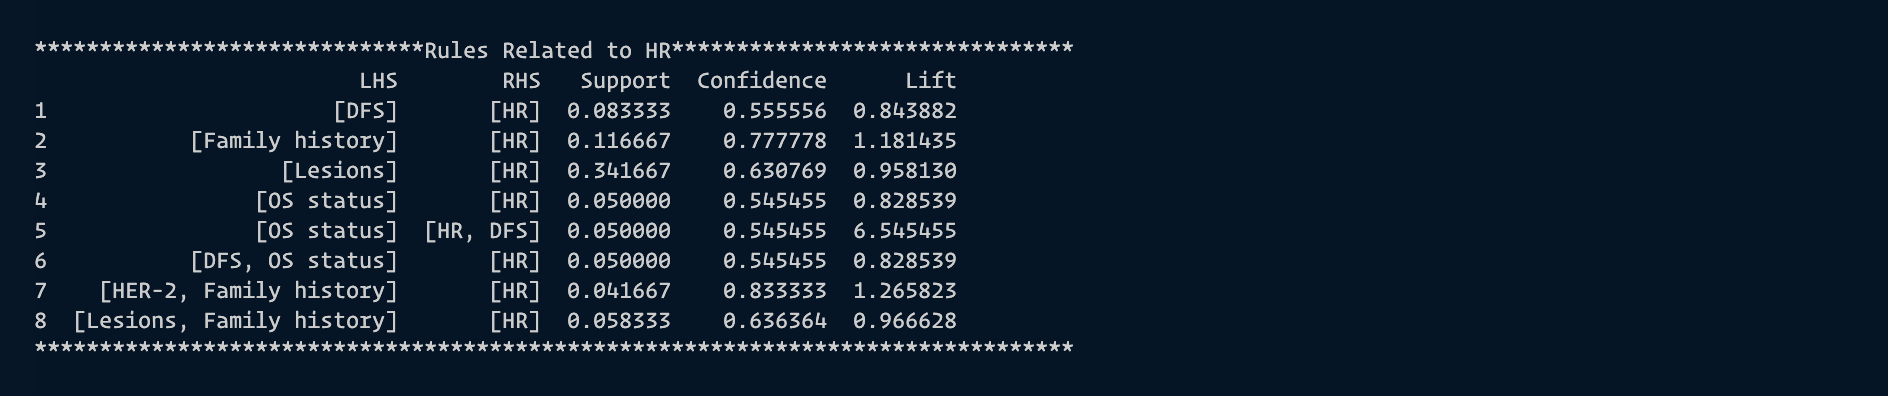 ******************************Rules Related to HR*******************************
LHS RHS Support Confidence Lift
1 [DFS] [HR] 0.083333 0.555556 0.843882
2 [Family history] [HR] 0.116667 0.777778 1.181435
3 [Lesions] [HR] 0.341667 0.630769 0.958130
4 [OS status] [HR] 0.050000 0.545455 0.828539
5 [OS status] [HR, DFS] 0.050000 0.545455 6.545455
6 [DFS, OS status] [HR] 0.050000 0.545455 0.828539
7 [HER-2, Family history] [HR] 0.041667 0.833333 1.265823
8 [Lesions, Family history] [HR] 0.058333 0.636364 0.966628
********************************************************************************